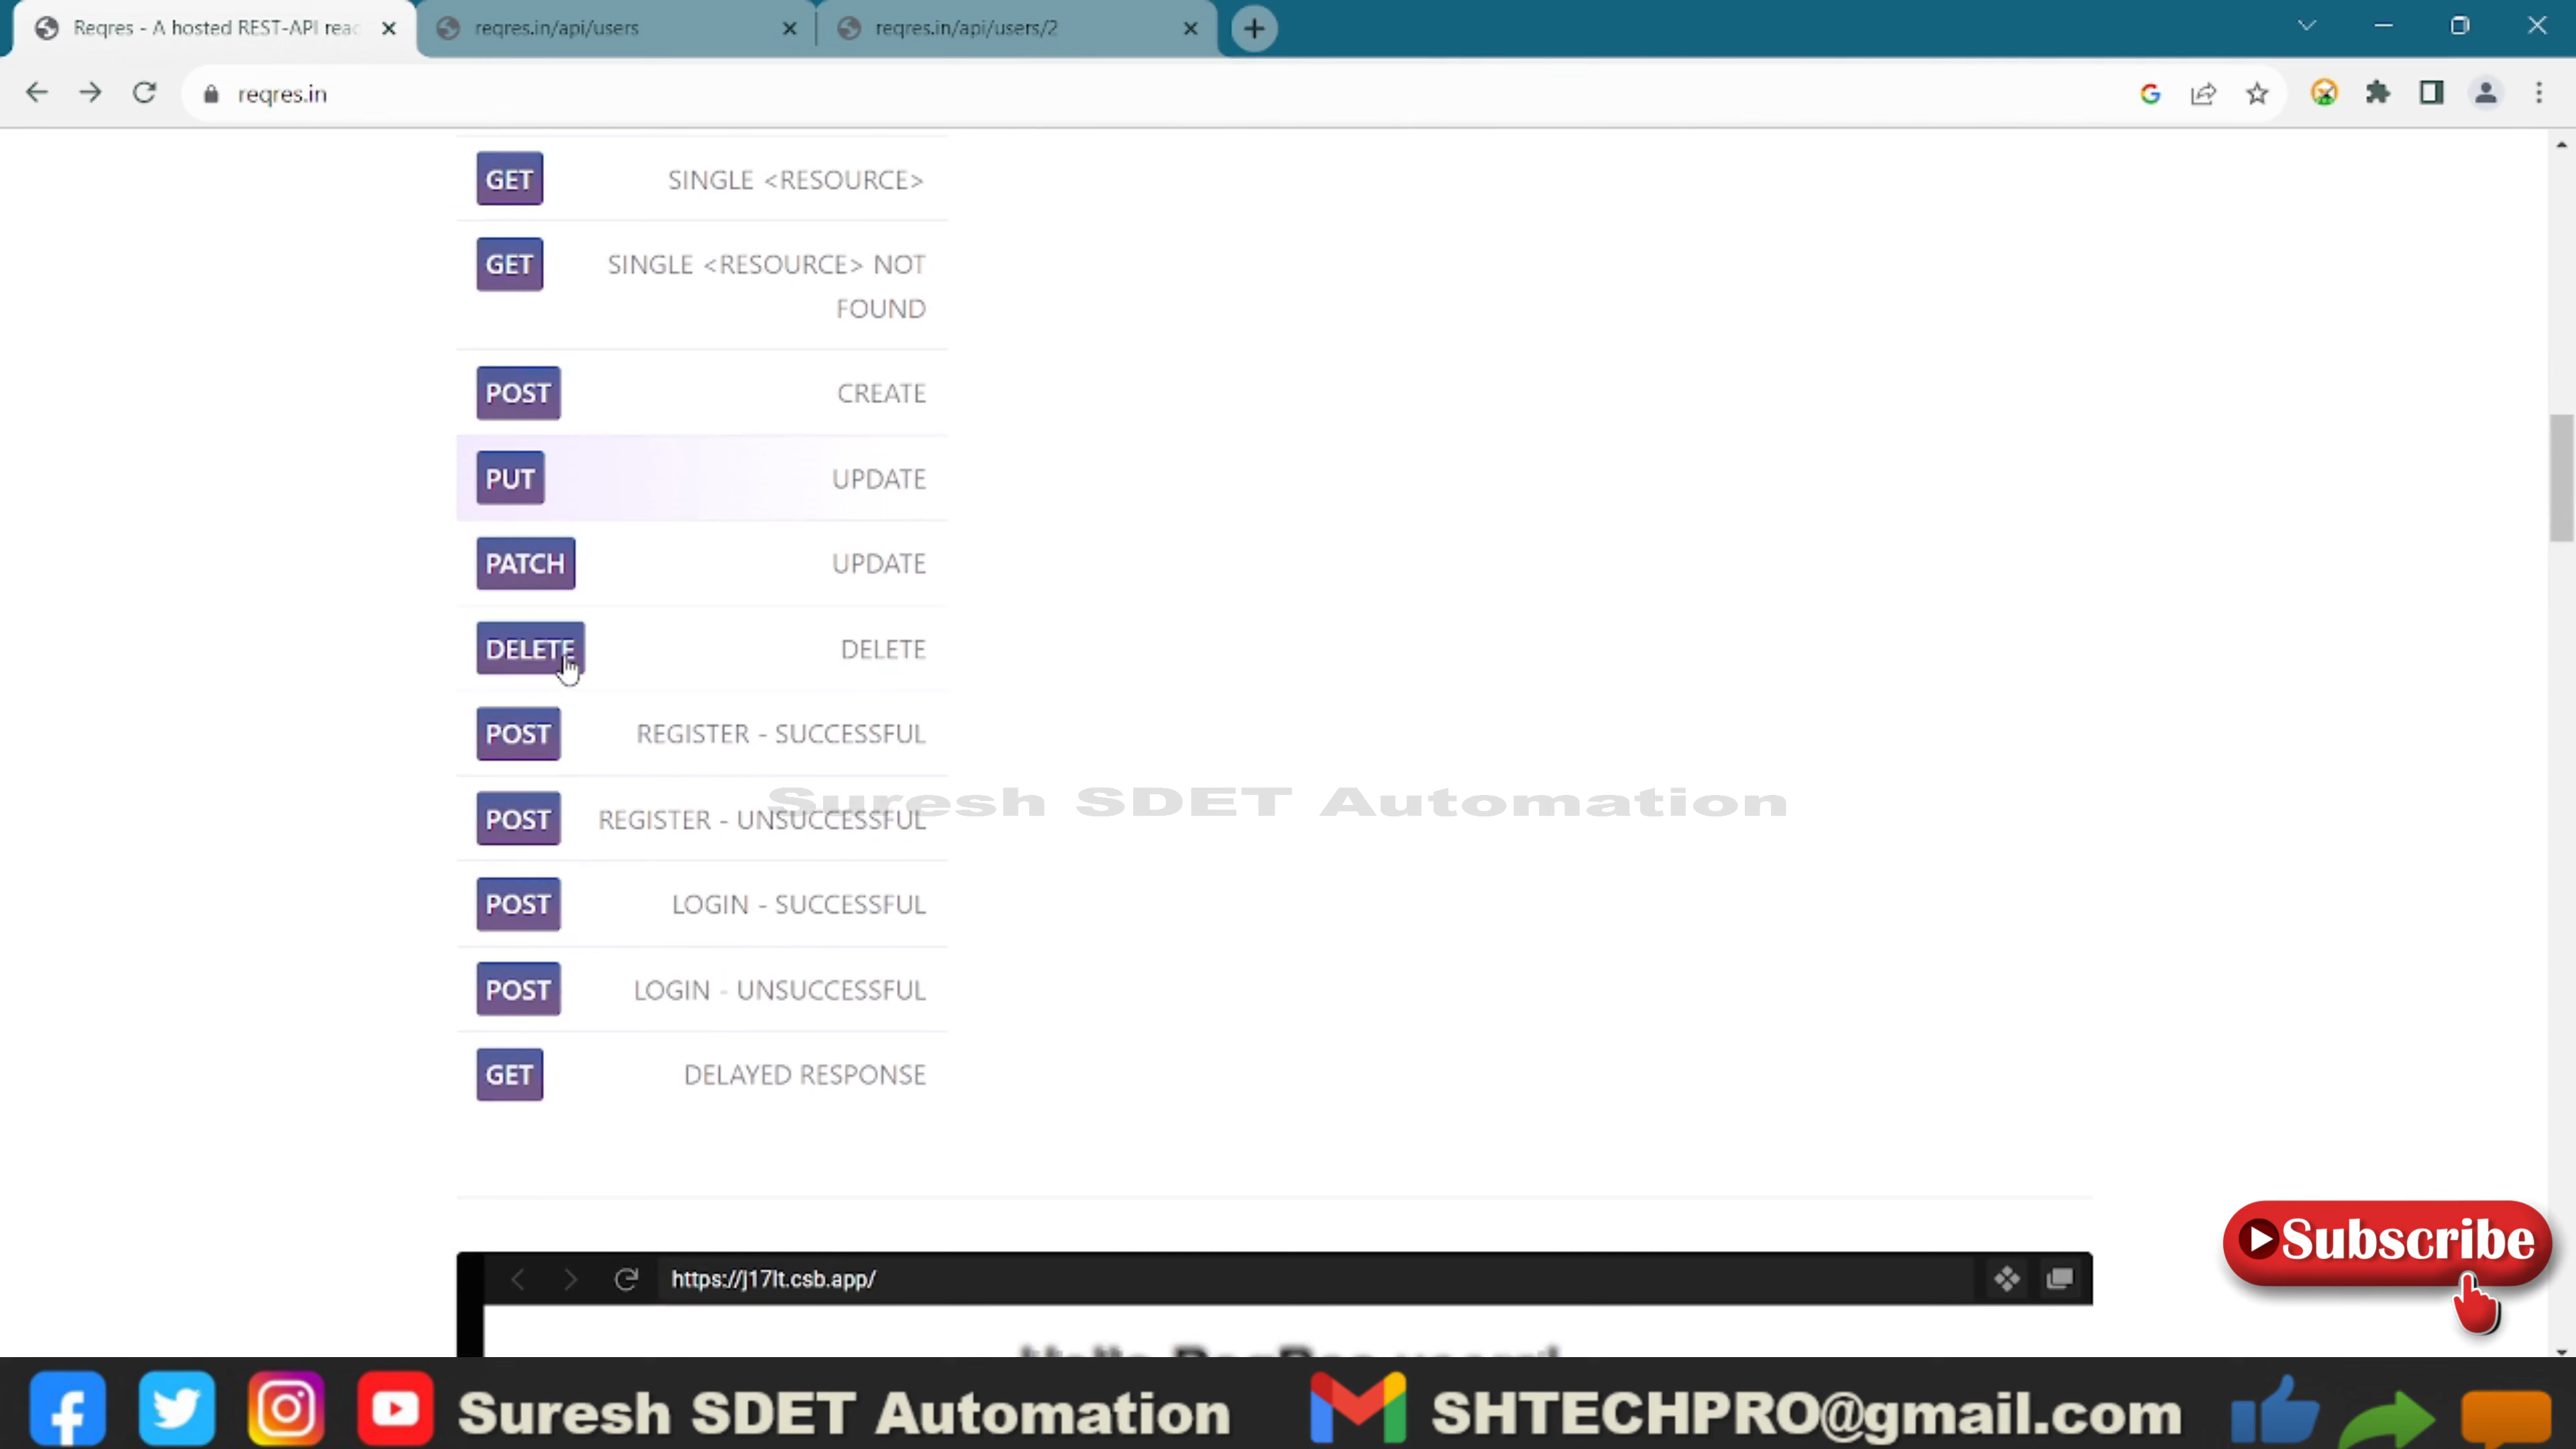 Reqres - A hosted REST-API rea
reqres.in/api/users
reqres.in/api/users/2
reqres.in
GET SINGLE <RESOURCE>
GET SINGLE <RESOURCE> NOT
FOUND
POST CREATE
PUT UPDATE
PATCH UPDATE
DELETE DELETE
POST REGISTER - SUCCESSFUL
Suresh SDET Automation
POST REGISTER - UNSUCCESSFUL
POST LOGIN - SUCCESSFUL
POST LOGIN - UNSUCCESSFUL
GET DELAYED RESPONSE
Subscribe
https://j17lt.csb.app/
Suresh SDET Automation
SHTECHPRO@gmail.com